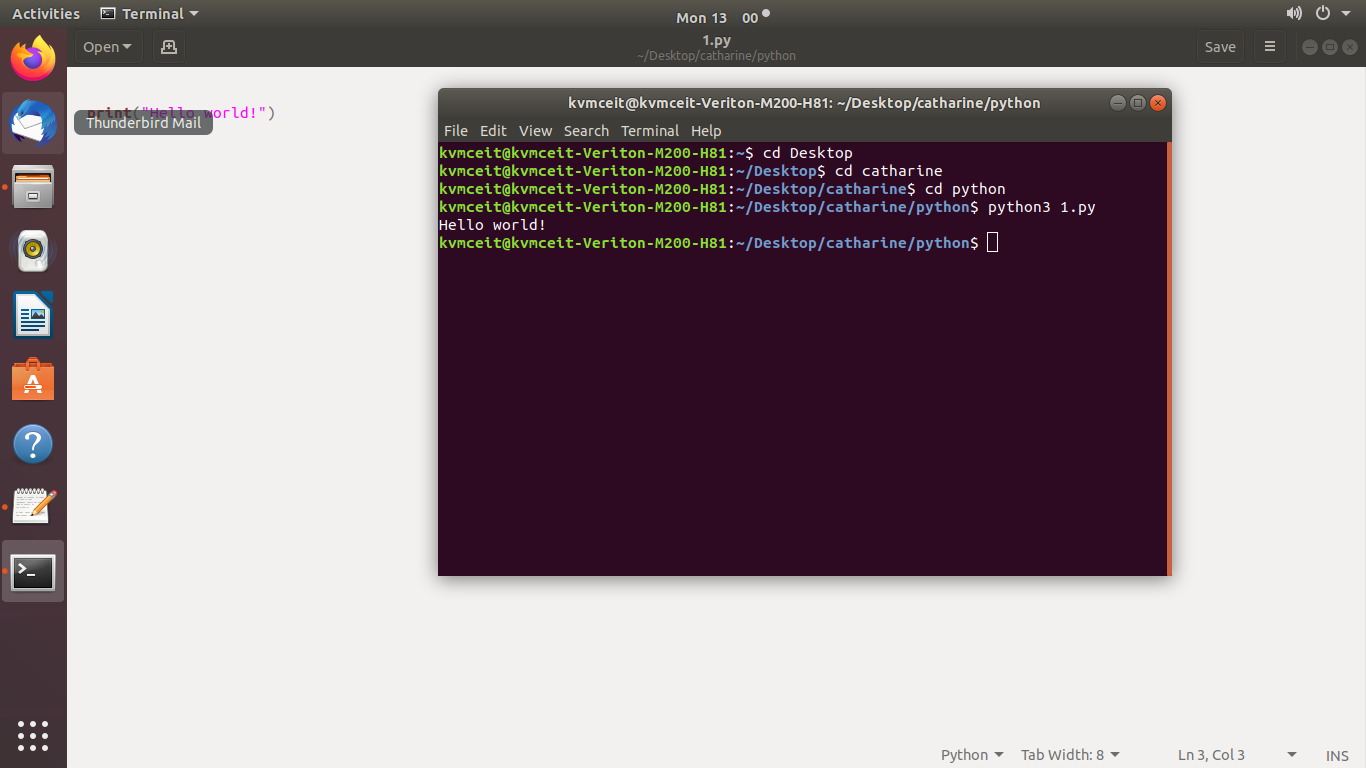 Activities Terminal Mon 13 00
Open 1.py Save
~/Desktop/catharine/python
print("Hello world!")
Thunderbird Mail
kvmceit@kvmceit-Veriton-M200-H81: ~/Desktop/catharine/python
File Edit View Search Terminal Help
kvmceit@kvmceit-Veriton-M200-H81:~$ cd Desktop
kvmceit@kvmceit-Veriton-M200-H81:~/Desktop$ cd catharine
kvmceit@kvmceit-Veriton-M200-H81:~/Desktop/catharine$ cd python
kvmceit@kvmceit-Veriton-M200-H81:~/Desktop/catharine/python$ python3 1.py
Hello world!
kvmceit@kvmceit-Veriton-M200-H81:~/Desktop/catharine/python$
Python Tab Width: 8 Ln 3, Col 3 INS